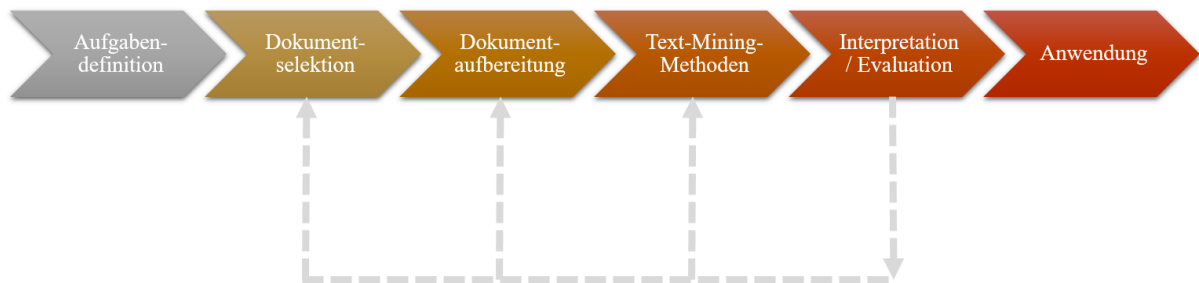 Aufgaben-
definition
Dokument-
selektion
Dokument-
aufbereitung
Text-Mining-
Methoden
Interpretation
/ Evaluation
Anwendung